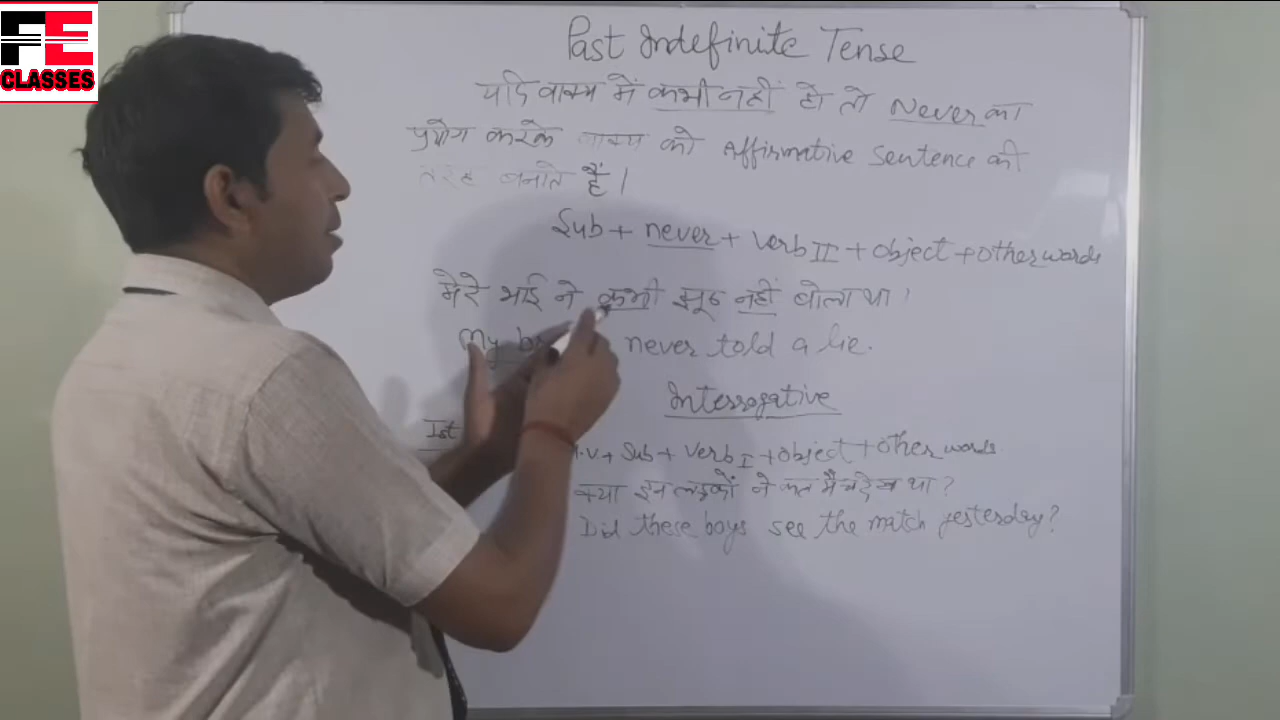 FE
CLASSES
Past Indefinite Tense
यदि वाक्य में कभी नहीं हो तो Never का
प्रयोग करके वाक्य को Affirmative Sentence की
तरह बनाते हैं।
Sub + never + Verb II + object + other words
मेरे भाई ने कभी झूठ नहीं बोला था।
My never told a lie.
Interrogative
Ist
H.V. + Sub + Verb I + object + other words
क्या इन लड़कों ने कल मैच देखा था?
Did these boys see the match yesterday?